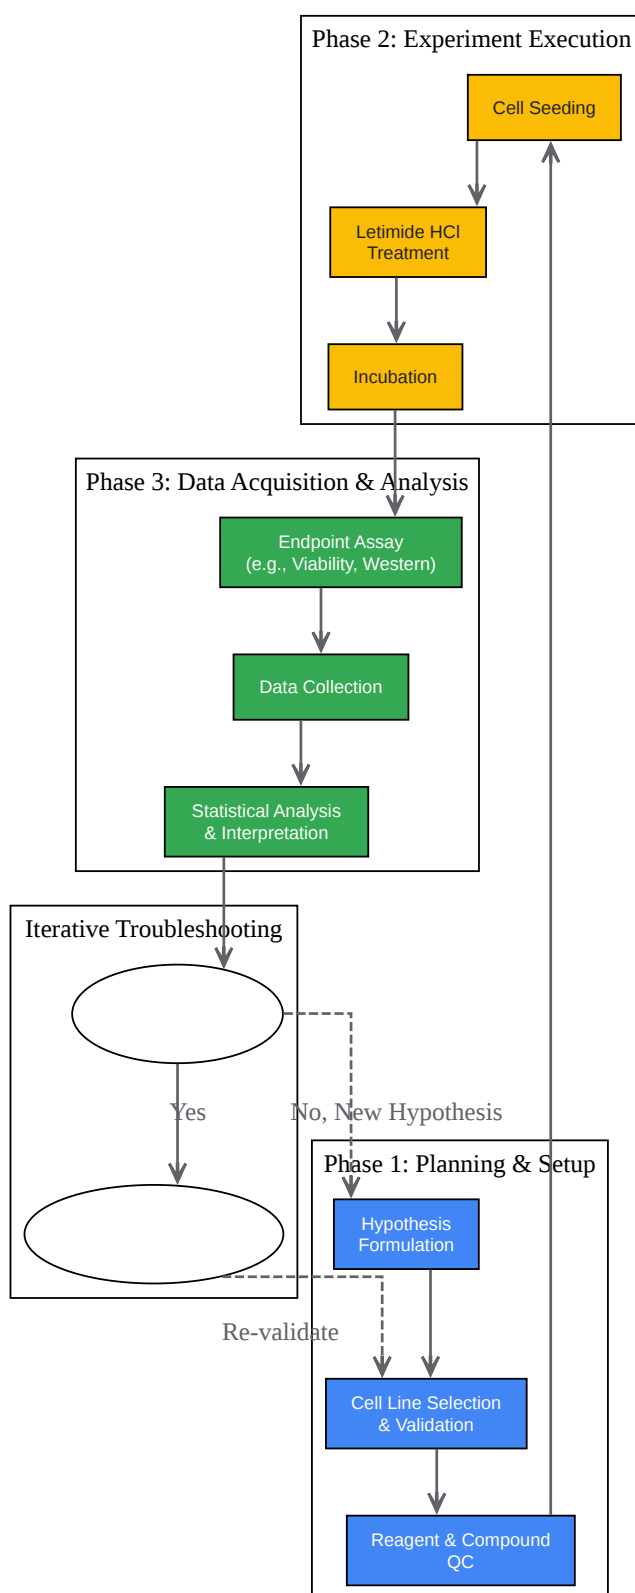 Phase 2: Experiment Execution
Cell Seeding
Letimide HCl
Treatment
Incubation
Phase 3: Data Acquisition & Analysis
Endpoint Assay
(e.g., Viability, Western)
Data Collection
Statistical Analysis
& Interpretation
Iterative Troubleshooting
Yes
No, New Hypothesis
Phase 1: Planning & Setup
Hypothesis
Formulation
Re-validate
Cell Line Selection
& Validation
Reagent & Compound
QC